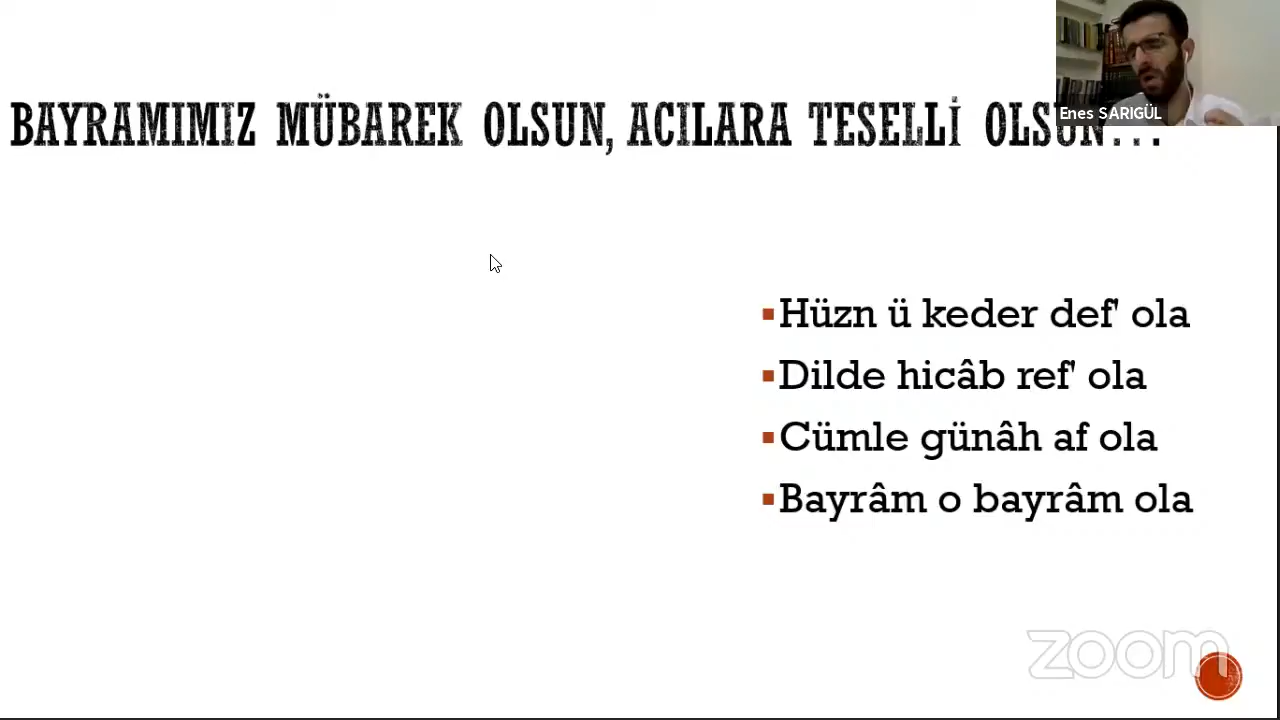 BAYRAMIMIZ MÜBAREK OLSUN, ACILARA TESELLİ OLSUN...
Enes SARIGÜL
Hüzn ü keder def' ola
Dilde hicâb ref' ola
Cümle günâh af ola
Bayrâm o bayrâm ola
zoom